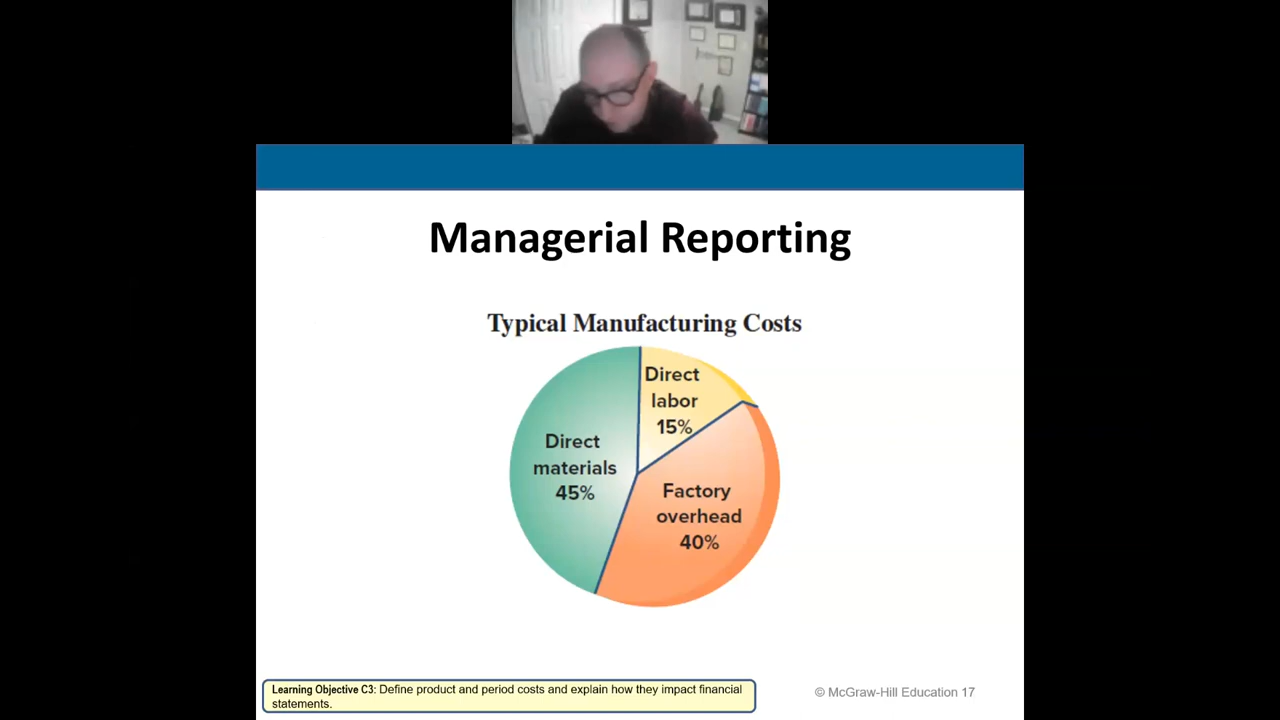 Managerial Reporting
Typical Manufacturing Costs
Direct
labor
15%
Direct
materials
45%
Factory
overhead
40%
Learning Objective C3: Define product and period costs and explain how they impact financial
statements.
© McGraw-Hill Education 17